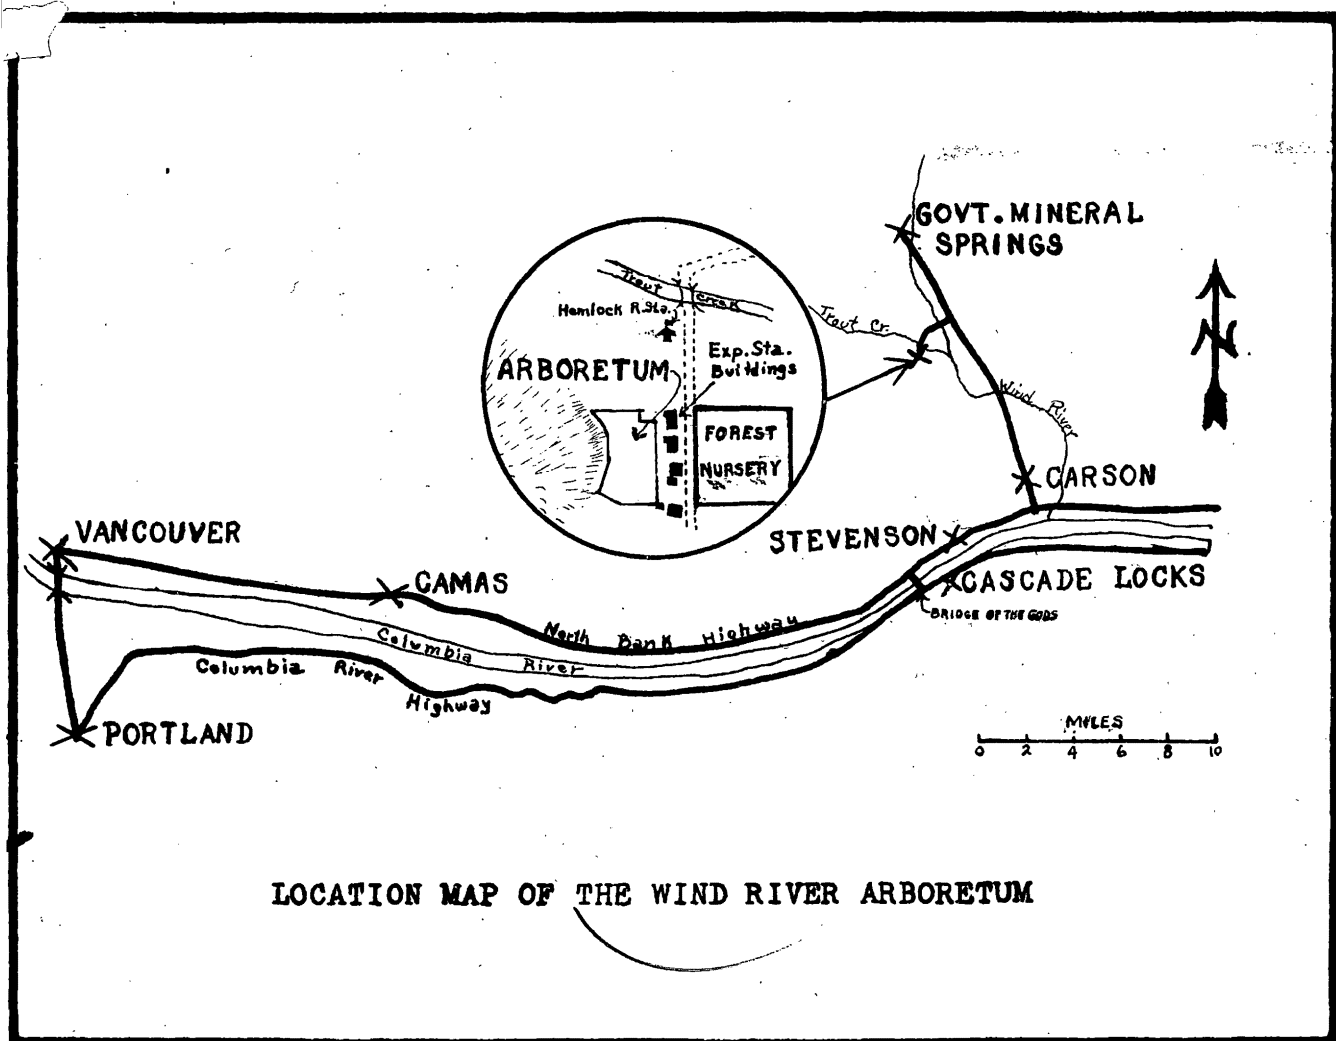 GOVT. MINERAL
SPRINGS
Trout
Creek
Hemlock R. Sta.
Trout Cr.
N
Exp. Sta.
Buildings
ARBORETUM
Wind River
FOREST
NURSERY
CARSON
VANCOUVER
STEVENSON
CAMAS
CASCADE LOCKS
BRIDGE OF THE GODS
North Bank Highway
Columbia River
Columbia River
Highway
PORTLAND
MILES
0 2 4 6 8 10
LOCATION MAP OF THE WIND RIVER ARBORETUM